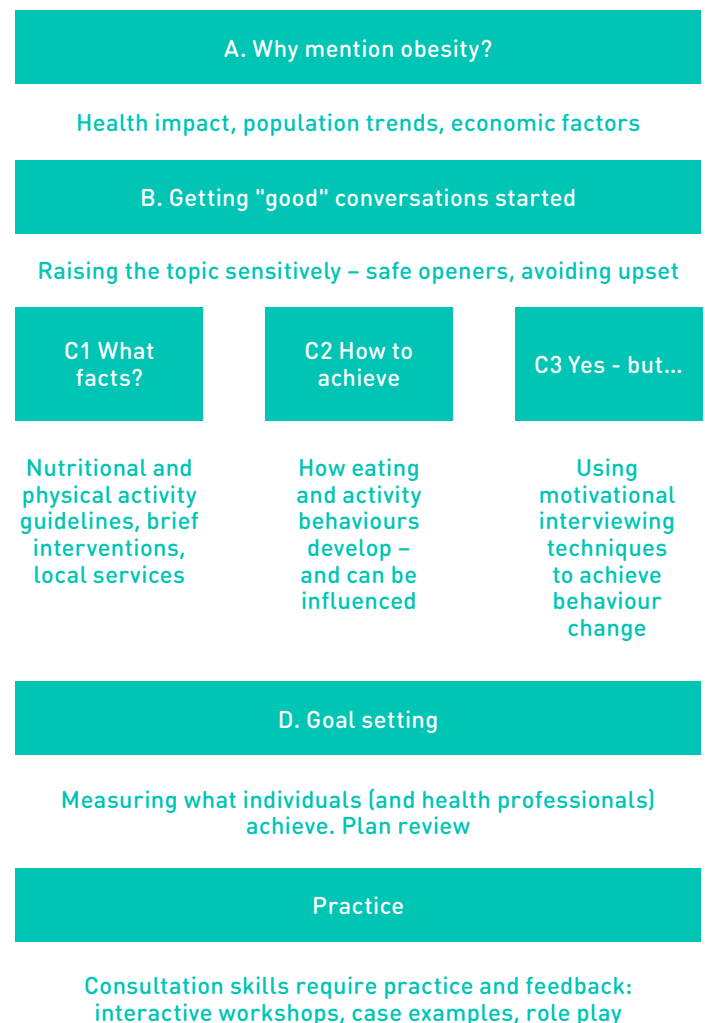 A. Why mention obesity?
Health impact, population trends, economic factors
B. Getting "good" conversations started
Raising the topic sensitively – safe openers, avoiding upset
C1 What
facts?
Nutritional and
physical activity
guidelines, brief
interventions,
local services
C2 How to
achieve
How eating
and activity
behaviours
develop –
and can be
influenced
C3 Yes - but...
Using
motivational
interviewing
techniques
to achieve
behaviour
change
D. Goal setting
Measuring what individuals (and health professionals)
achieve. Plan review
Practice
Consultation skills require practice and feedback:
interactive workshops, case examples, role play